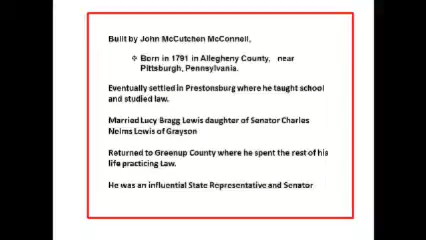 Built by John McCutchen McConnell,
❖ Born in 1791 in Allegheny County, near
Pittsburgh, Pennsylvania.
Eventually settled in Prestonsburg where he taught school
and studied law.
Married Lucy Bragg Lewis daughter of Senator Charles
Nelms Lewis of Grayson
Returned to Greenup County where he spent the rest of his
life practicing Law.
He was an influential State Representative and Senator